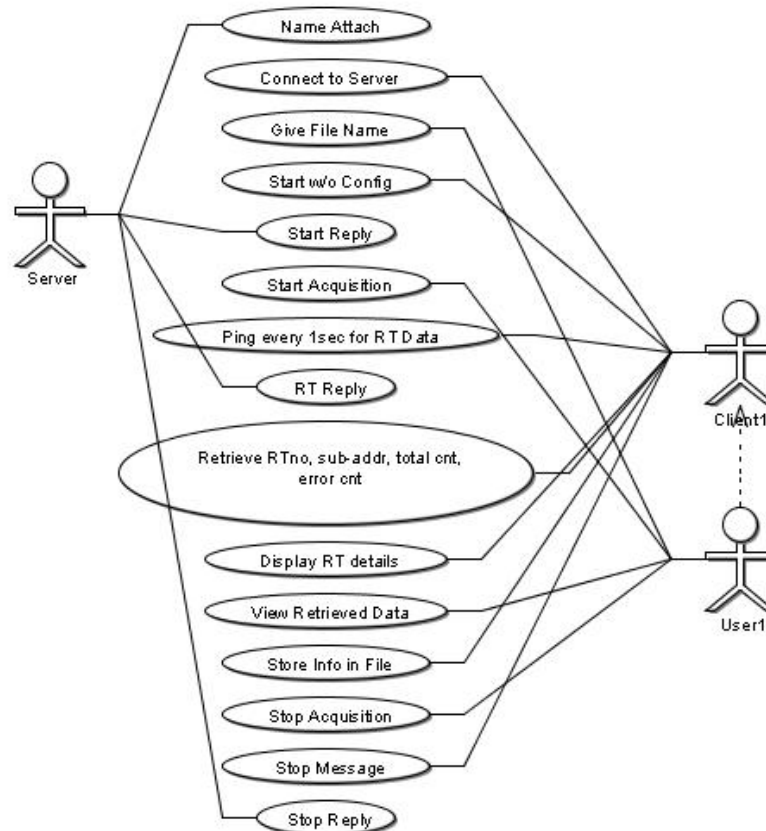 Name Attach
Connect to Server
Give File Name
Start w/o Config
Server
Start Reply
Start Acquisition
Ping every 1sec for RT Data
RT Reply
Client1
Retrieve RTno, sub-addr, total cnt,
error cnt
Display RT details
View Retrieved Data
User1
Store Info in File
Stop Acquisition
Stop Message
Stop Reply